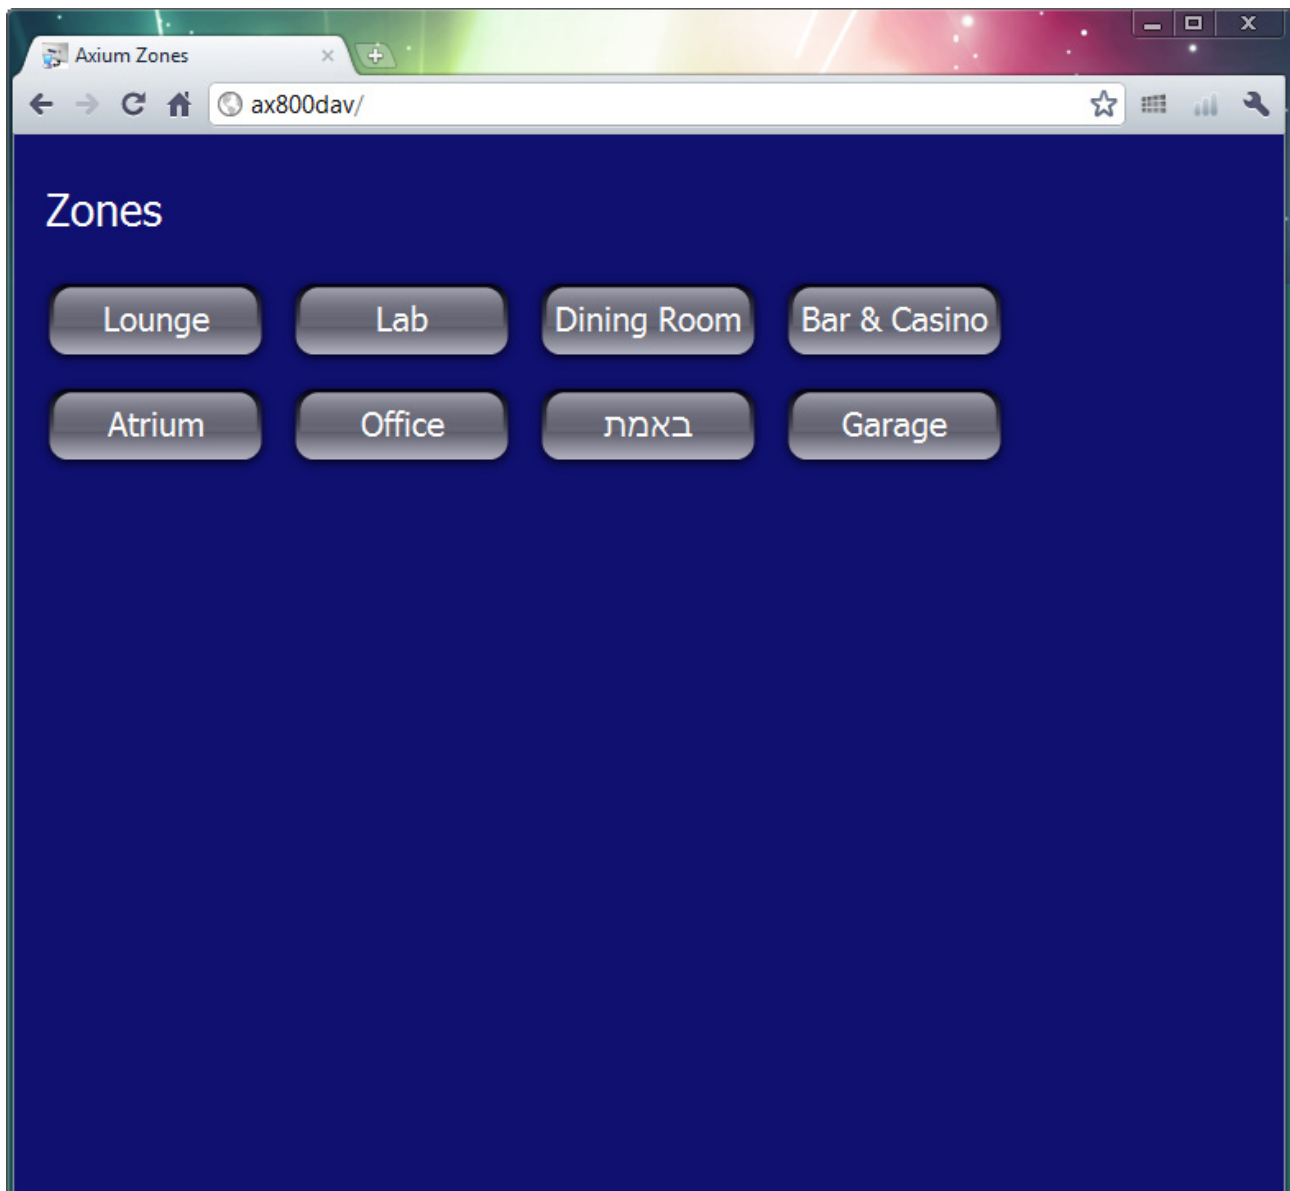 Axium Zones
ax800dav/
Zones
Lounge Lab Dining Room Bar & Casino
Atrium Office באמת Garage